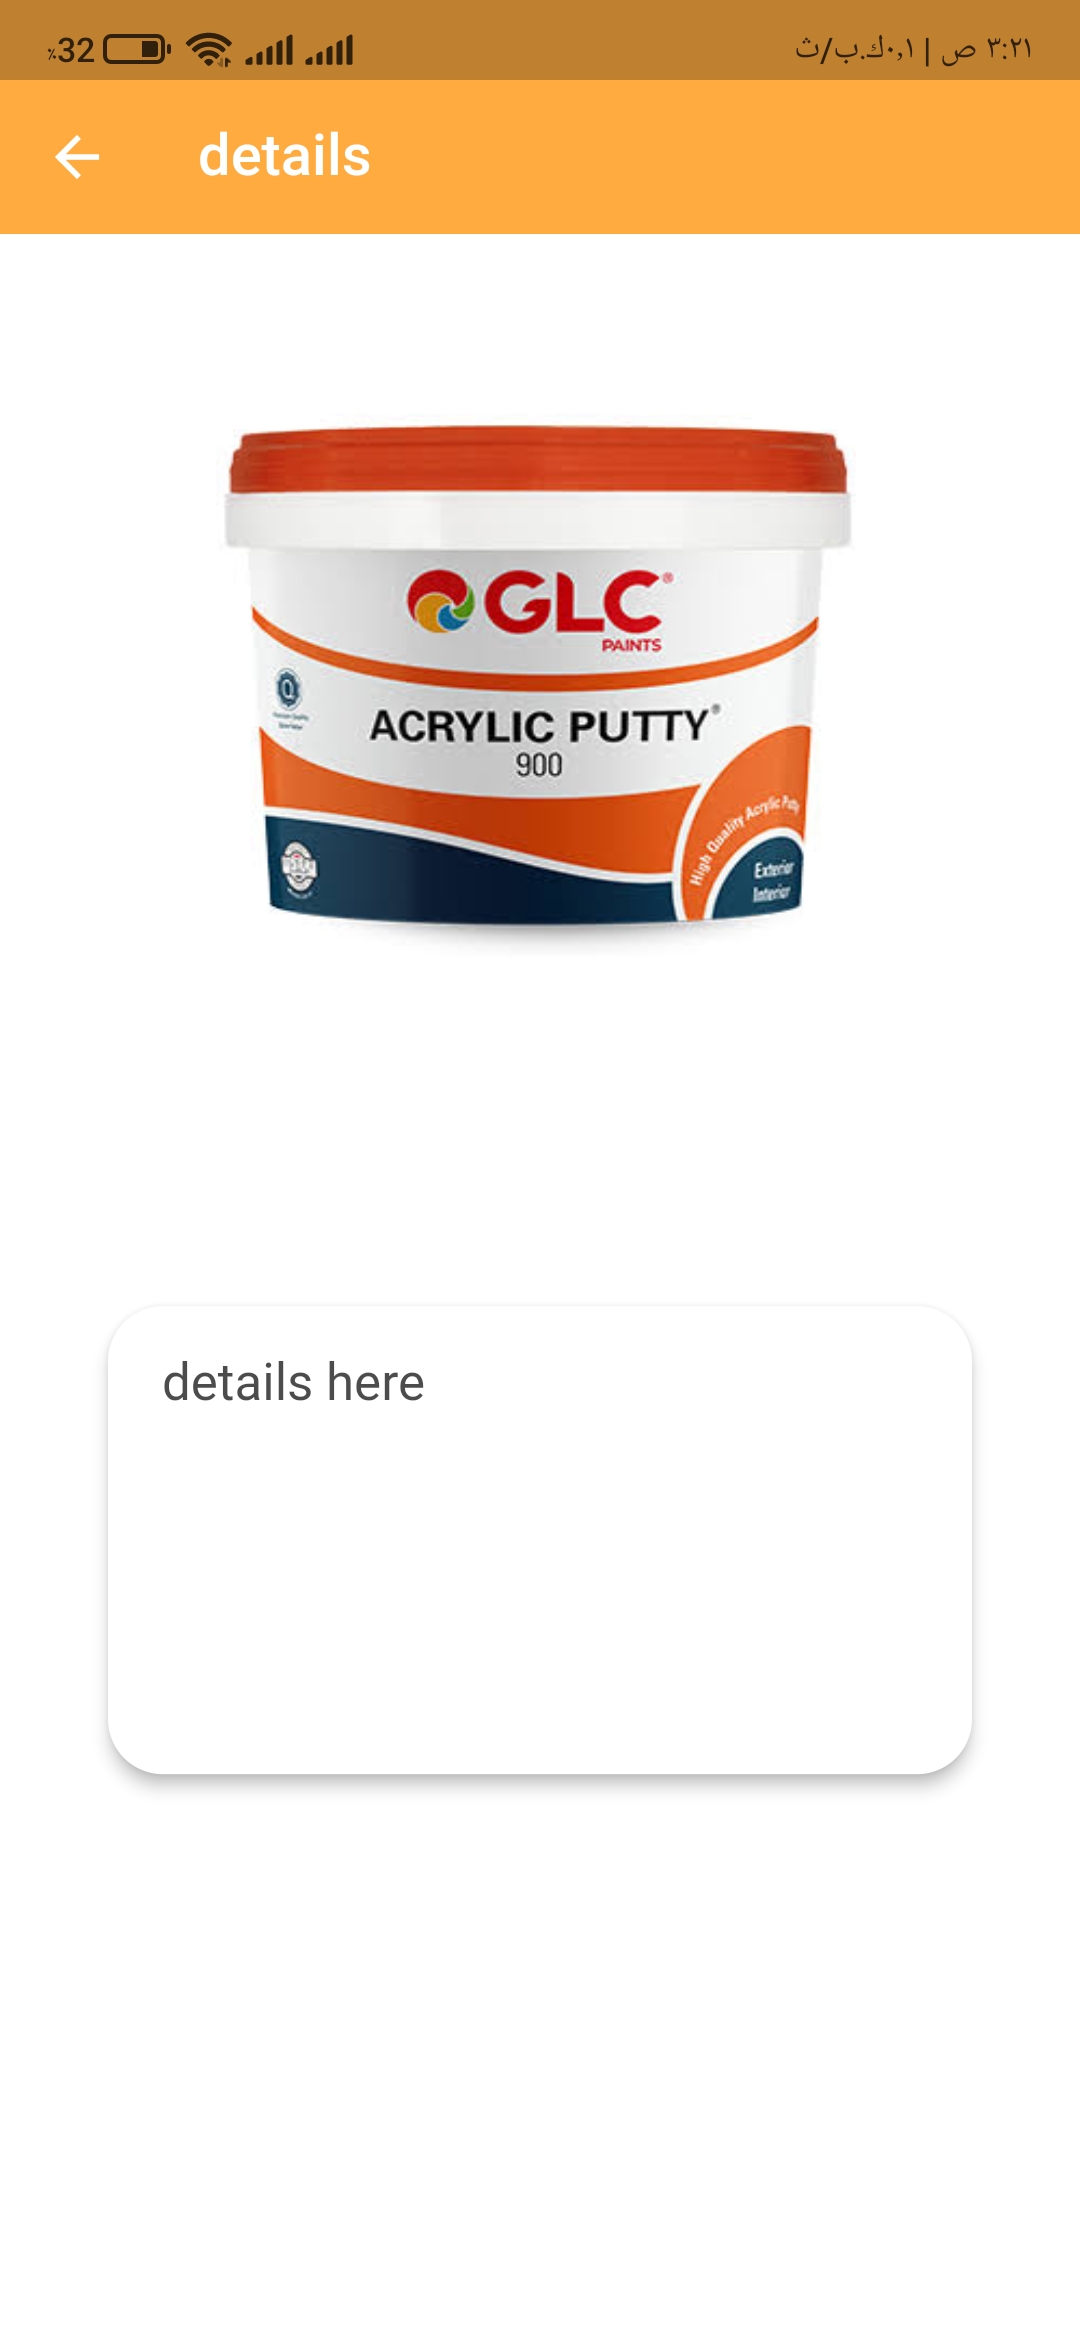 ٪32
٣:٢١ ص | ٠,١ك.ب/ث
details
GLC®
PAINTS
ACRYLIC PUTTY®
900
High Quality Acrylic Putty
Exterior
Interior
details here